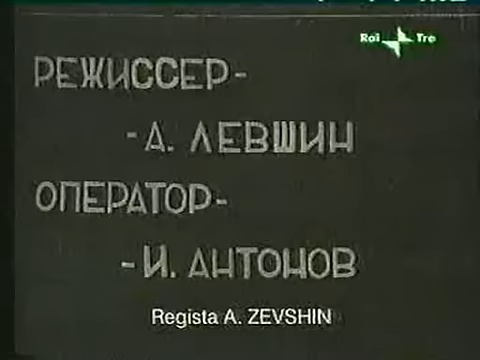 Rai Tre
РЕЖИССЕР-
-А. ЛЕВШИН
ОПЕРАТОР-
-И. АНТОНОВ
Regista A. ZEVSHIN